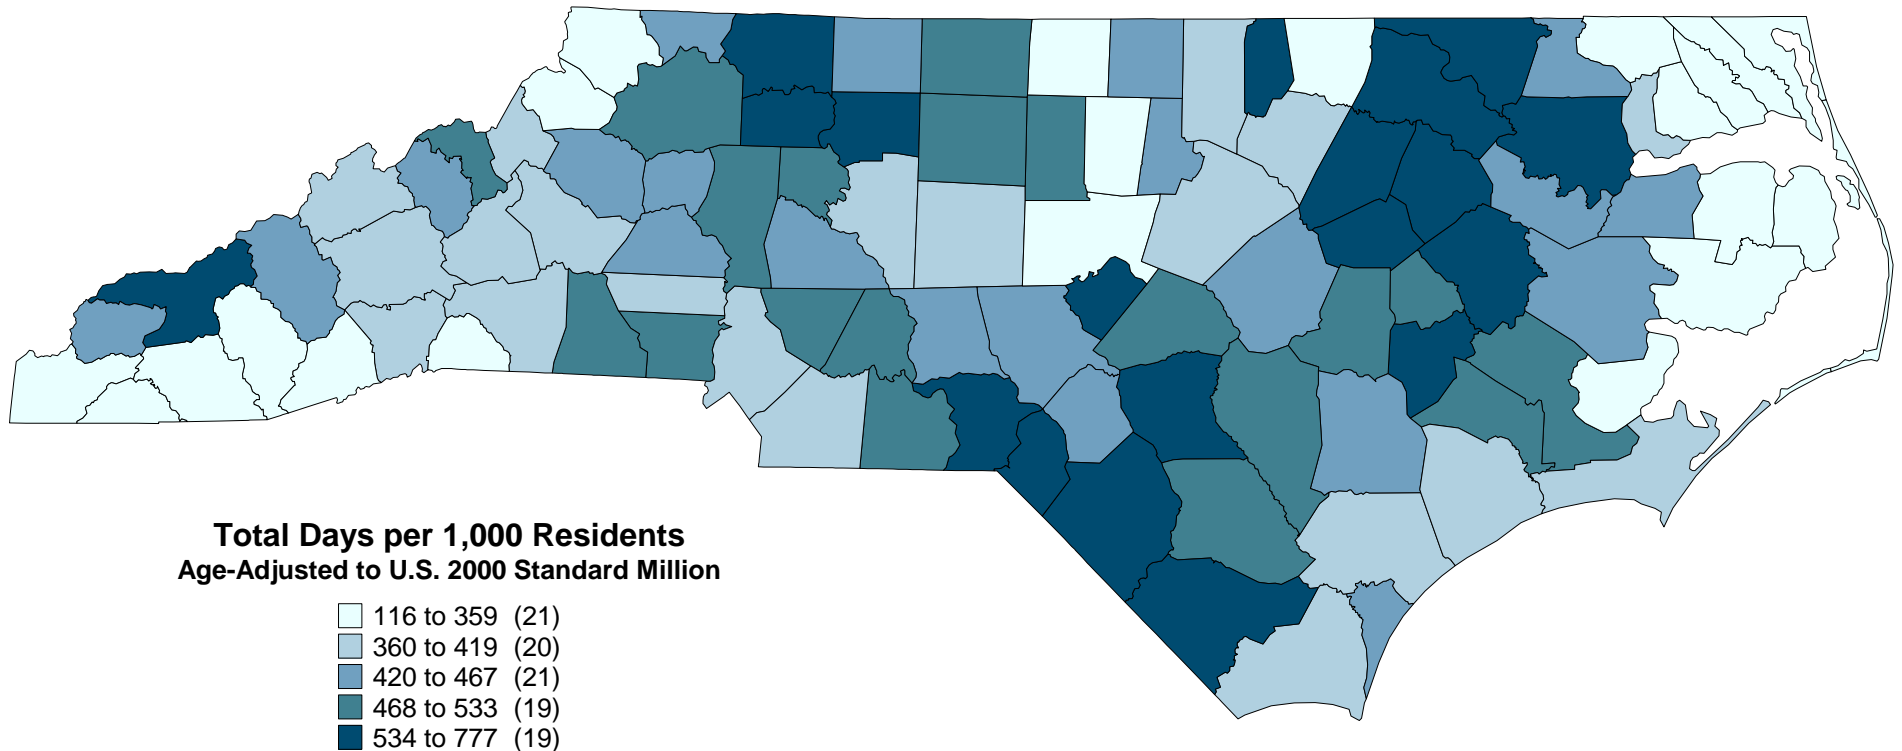 Total Days per 1,000 Residents
Age-Adjusted to U.S. 2000 Standard Million
116 to 359 (21)
360 to 419 (20)
420 to 467 (21)
468 to 533 (19)
534 to 777 (19)